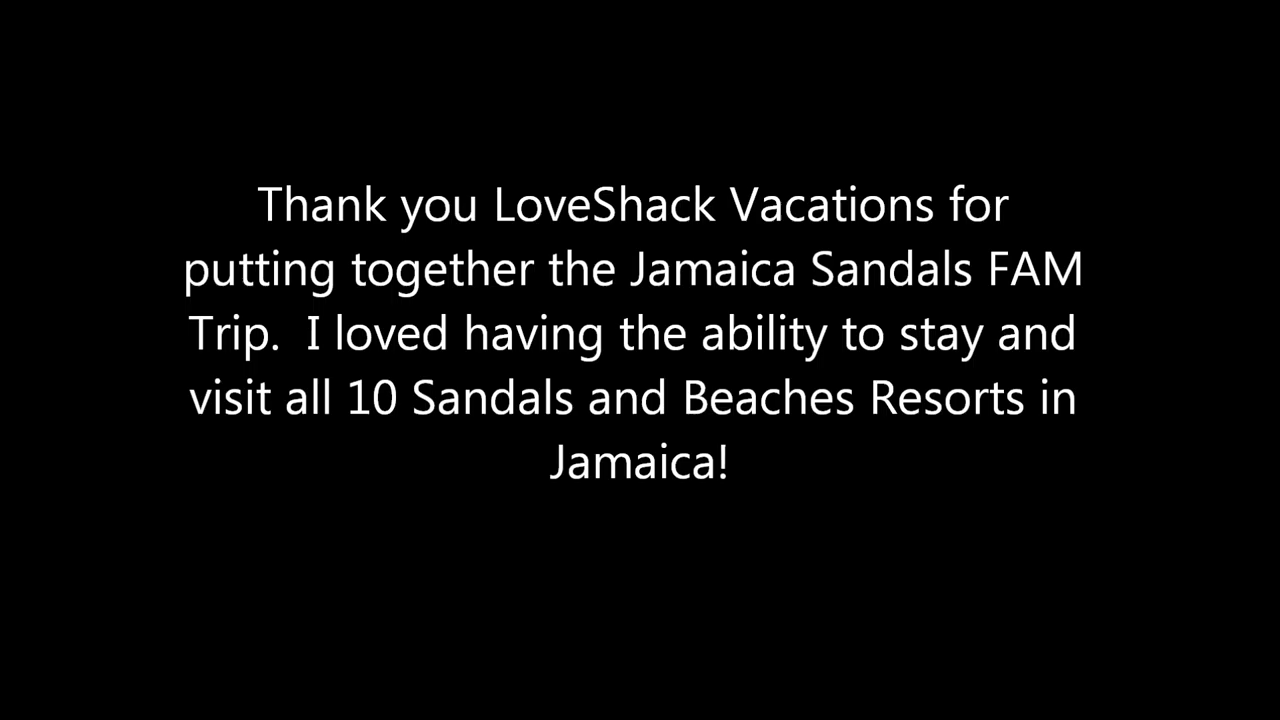 Thank you LoveShack Vacations for
putting together the Jamaica Sandals FAM
Trip.  I loved having the ability to stay and
visit all 10 Sandals and Beaches Resorts in
Jamaica!